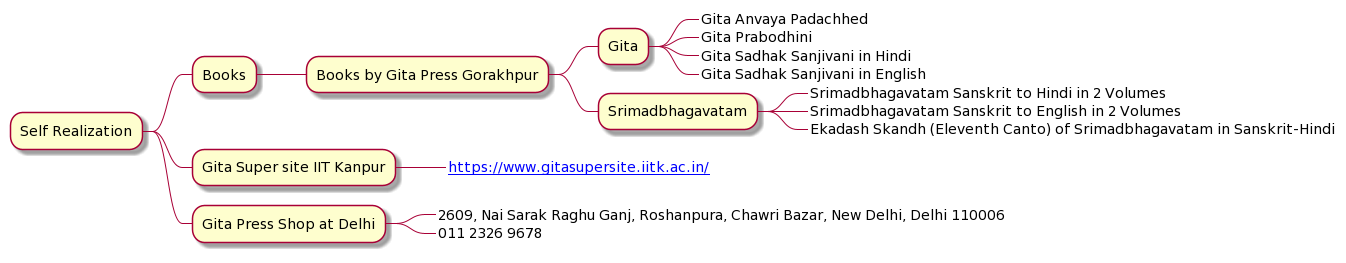 Self Realization
Books
Books by Gita Press Gorakhpur
Gita
Gita Anvaya Padachhed
Gita Prabodhini
Gita Sadhak Sanjivani in Hindi
Gita Sadhak Sanjivani in English
Srimadbhagavatam
Srimadbhagavatam Sanskrit to Hindi in 2 Volumes
Srimadbhagavatam Sanskrit to English in 2 Volumes
Ekadash Skandh (Eleventh Canto) of Srimadbhagavatam in Sanskrit-Hindi
Gita Super site IIT Kanpur
https://www.gitasupersite.iitk.ac.in/
Gita Press Shop at Delhi
2609, Nai Sarak Raghu Ganj, Roshanpura, Chawri Bazar, New Delhi, Delhi 110006
011 2326 9678